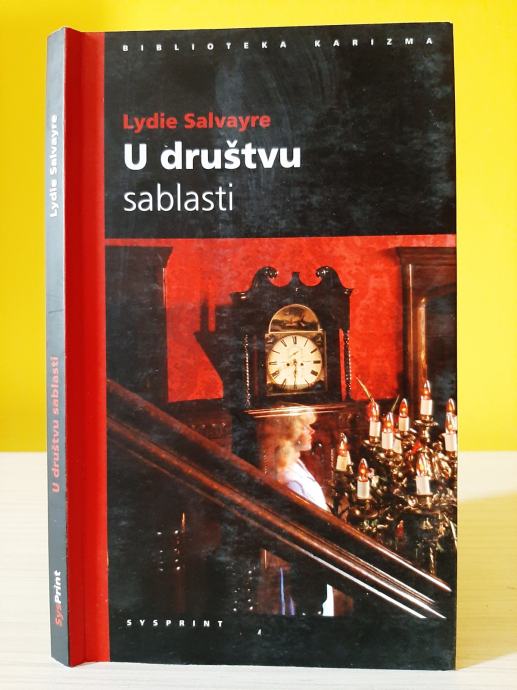 BIBLIOTEKA KARIZMA
Lydie Salvayre
U društvu
sablasti
SYSPRINT
Lydie Salvayre
U društvu sablasti
SysPrint